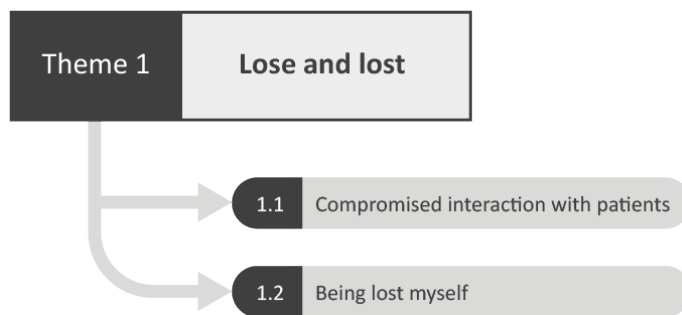 Theme 1 Lose and lost
1.1 Compromised interaction with patients
1.2 Being lost myself